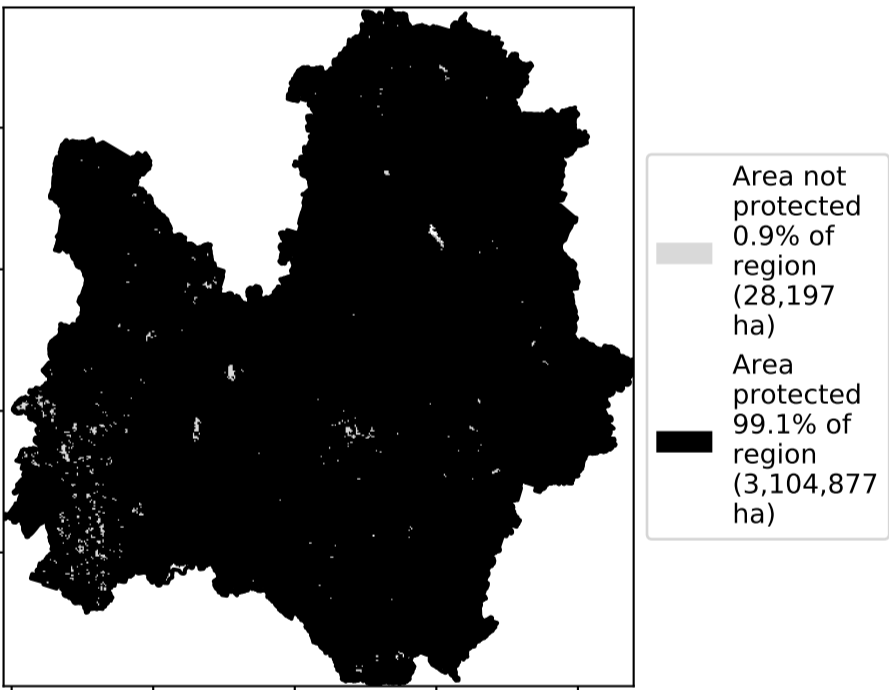 Area not
protected
0.9% of
region
(28,197
ha)
Area
protected
99.1% of
region
(3,104,877
ha)